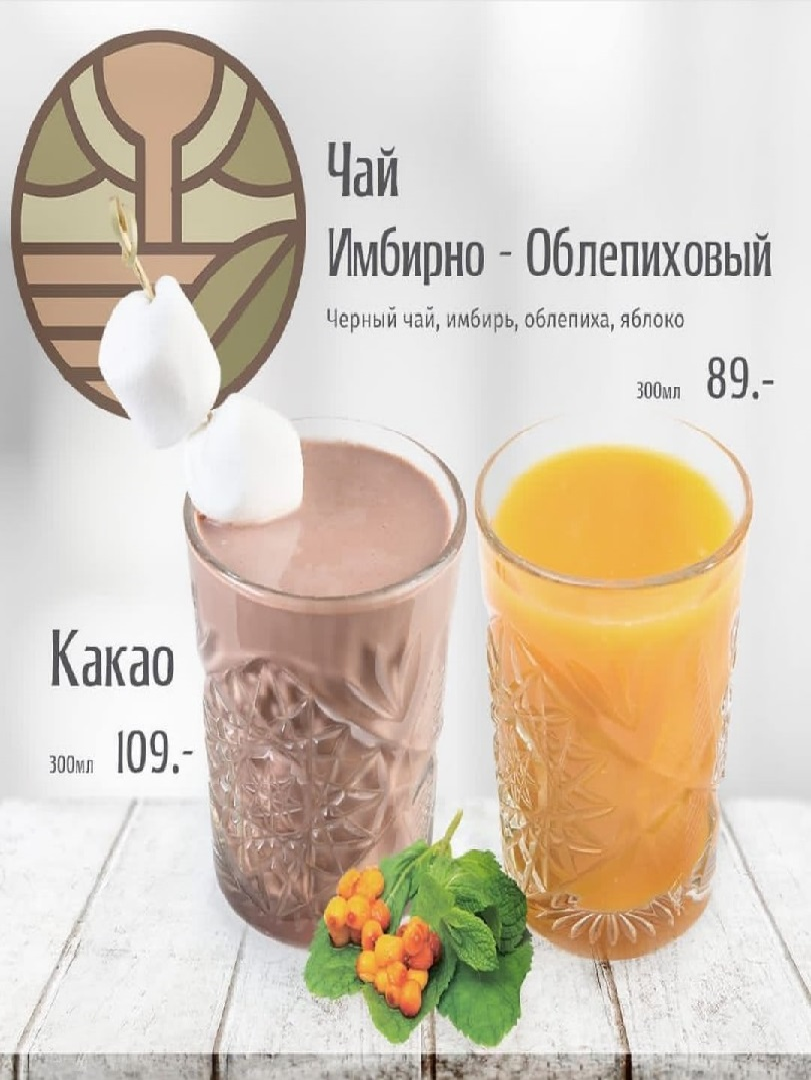 Чай
Имбирно - Облепиховый
Черный чай, имбирь, облепиха, яблоко
300мл 89.-
Какао
300мл 109.-